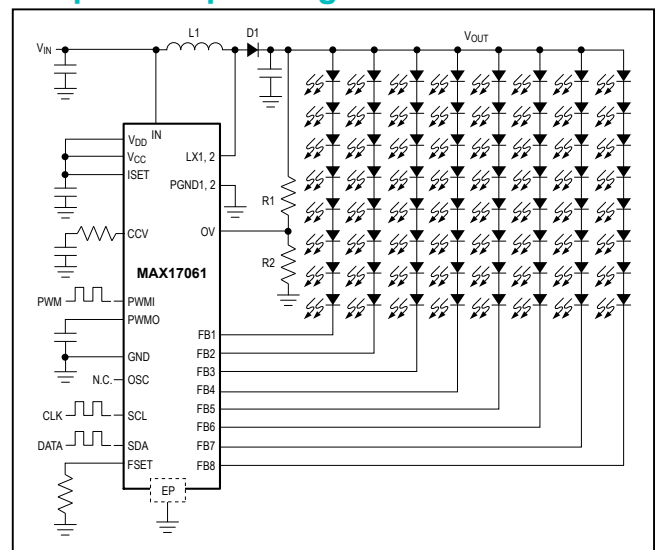 L1
D1
VIN
VOUT
IN
VDD
VCC
ISET
LX1, 2
PGND1, 2
R1
CCV
OV
R2
MAX17061
PWM
PWMI
PWMO
FB1
FB2
GND
FB3
N.C.
OSC
FB4
FB5
CLK
SCL
FB6
DATA
SDA
FB7
FSET
FB8
EP